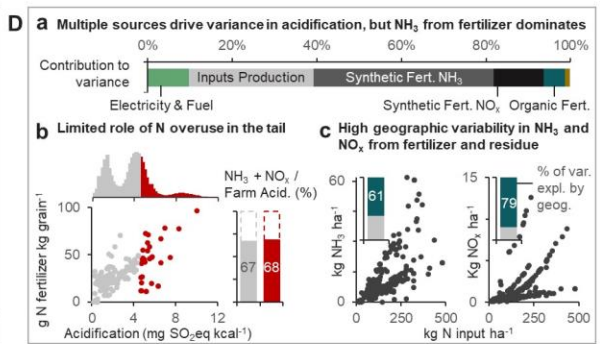 D
a Multiple sources drive variance in acidification, but NH₃ from fertilizer dominates
0% 20% 40% 60% 80% 100%
Contribution to variance
Inputs Production
Synthetic Fert. NH₃
Electricity & Fuel
Synthetic Fert. NOₓ
Organic Fert.
b Limited role of N overuse in the tail
NH₃ + NOₓ /
Farm Acid. (%)
g N fertilizer kg grain⁻¹
100
50
0
0 4 8 12
Acidification (mg SO₂eq kcal⁻¹)
67
68
c High geographic variability in NH₃ and
NOₓ from fertilizer and residue
kg NH₃ ha⁻¹
60
30
0
61
0 250 500
Kg NOₓ ha⁻¹
15
0
79
% of var.
expl. by
geog.
0 250 500
kg N input ha⁻¹